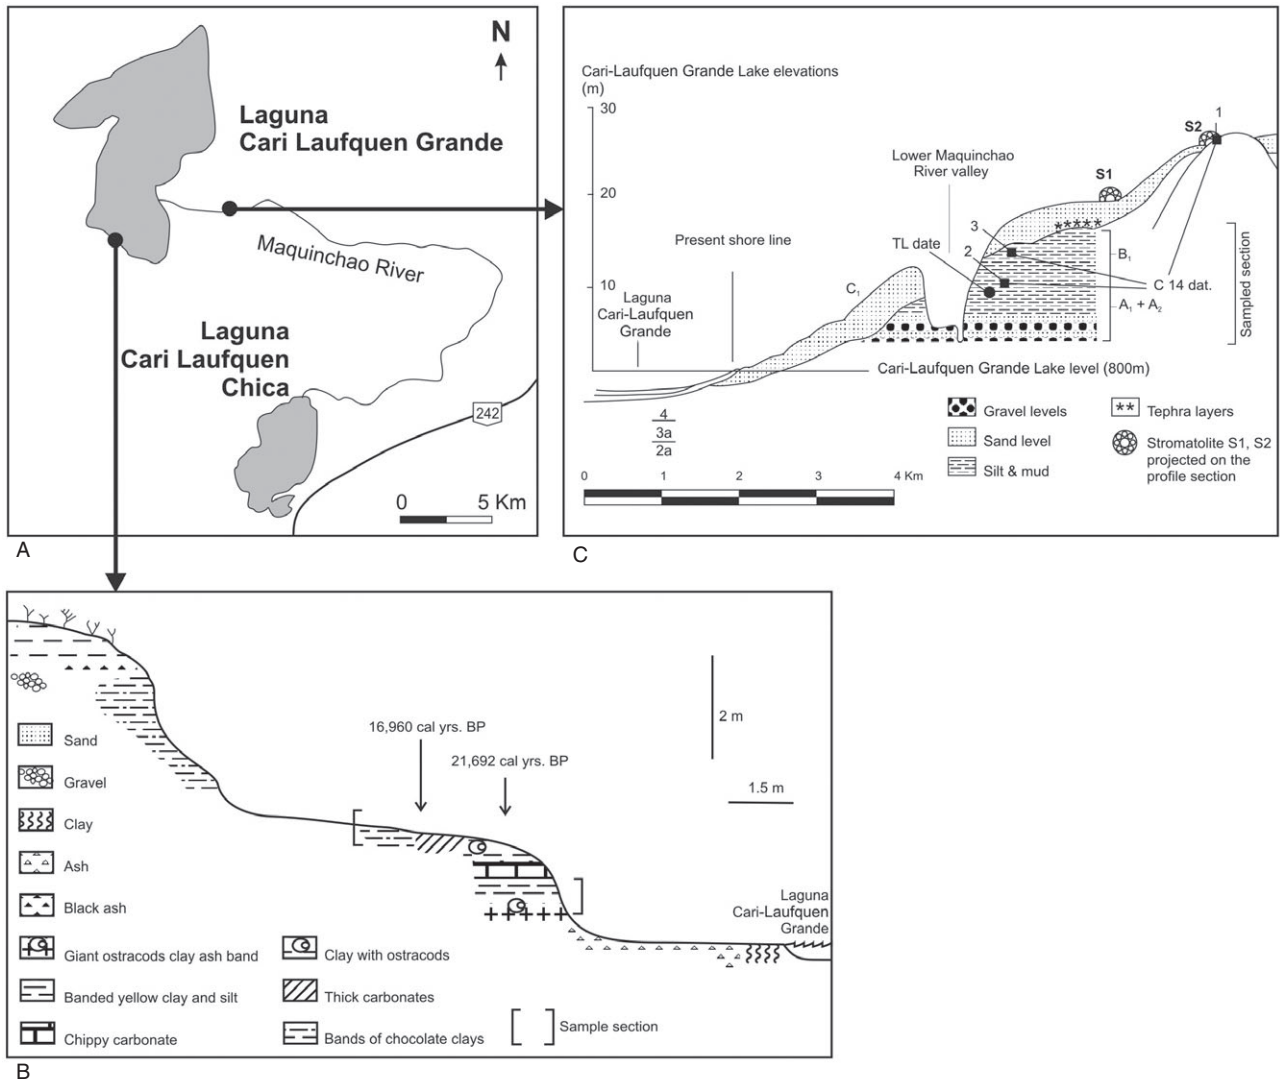 N
Laguna
Cari Laufquen Grande
Maquinchao River
Laguna
Cari Laufquen
Chica
242
0 5 Km
A
Cari-Laufquen Grande Lake elevations
(m)
30
20
10
1
S2
S1
Lower Maquinchao
River valley
3
TL date
2
Present shore line
B1
C 14 dat.
A1 + A2
Sampled section
C1
Laguna
Cari-Laufquen
Grande
Cari-Laufquen Grande Lake level (800m)
4
3a
2a
Gravel levels
Sand level
Silt & mud
Tephra layers
Stromatolite S1, S2
projected on the
profile section
0 1 2 3 4 Km
C
16,960 cal yrs. BP
21,692 cal yrs. BP
2 m
1.5 m
Laguna
Cari-Laufquen
Grande
Sand
Gravel
Clay
Ash
Black ash
Giant ostracods clay ash band
Banded yellow clay and silt
Chippy carbonate
Clay with ostracods
Thick carbonates
Bands of chocolate clays
Sample section
B